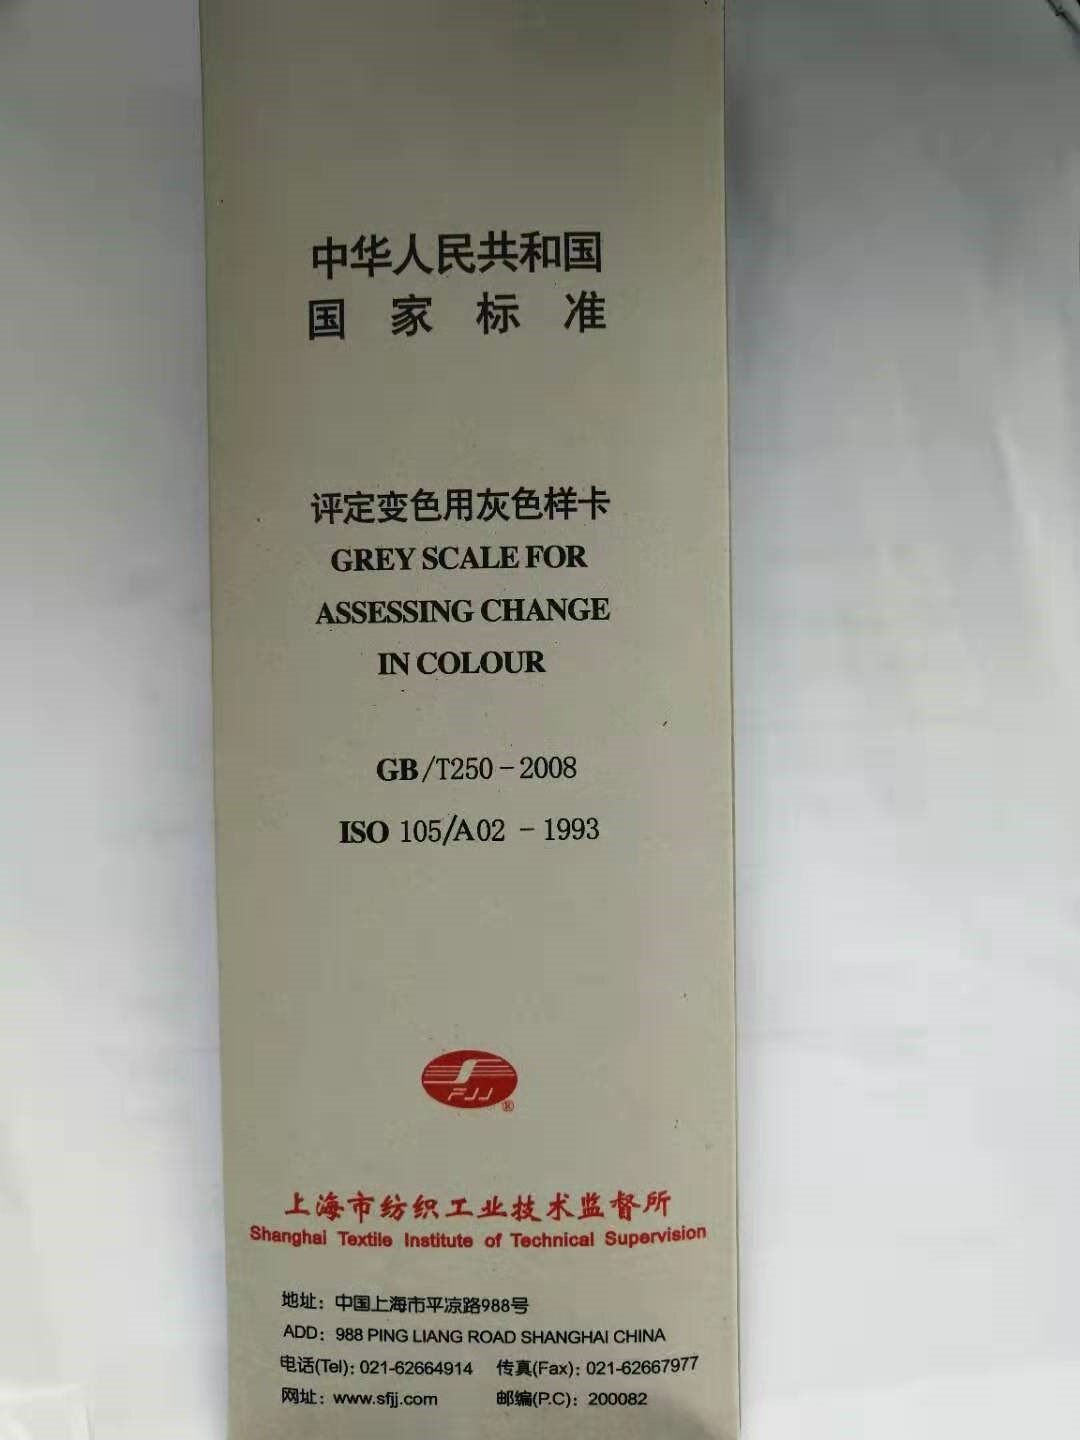 中华人民共和国
国家标准
评定变色用灰色样卡
GREY SCALE FOR
ASSESSING CHANGE
IN COLOUR
GB/T250-2008
ISO 105/A02 -1993
FJJ
®
上海市纺织工业技术监督所
Shanghai Textile Institute of Technical Supervision
地址：中国上海市平凉路988号
ADD：988 PING LIANG ROAD SHANGHAI CHINA
电话(Tel)：021-62664914 传真(Fax)：021-62667977
网址：www.sfjj.com 邮编(P.C)：200082